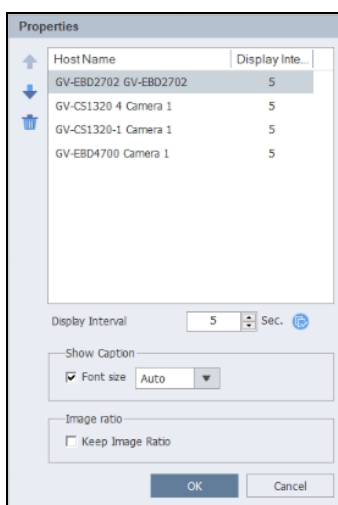 Properties
Host Name Display Inte...
GV-EBD2702 GV-EBD2702 5
GV-CS1320 4 Camera 1 5
GV-CS1320-1 Camera 1 5
GV-EBD4700 Camera 1 5
Display Interval 5 Sec.
Show Caption
Font size Auto
Image ratio
Keep Image Ratio
OK Cancel